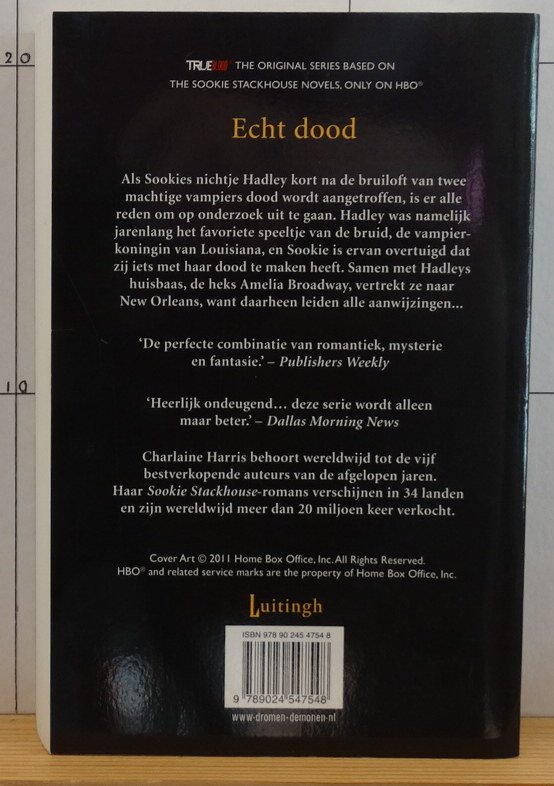 20
TRUEBLOOD THE ORIGINAL SERIES BASED ON
THE SOOKIE STACKHOUSE NOVELS, ONLY ON HBO®
Echt dood
Als Sookies nichtje Hadley kort na de bruiloft van twee
machtige vampiers dood wordt aangetroffen, is er alle
reden om op onderzoek uit te gaan. Hadley was namelijk
jarenlang het favoriete speeltje van de bruid, de vampier-
koningin van Louisiana, en Sookie is ervan overtuigd dat
zij iets met haar dood te maken heeft. Samen met Hadleys
huisbaas, de heks Amelia Broadway, vertrekt ze naar
New Orleans, want daarheen leiden alle aanwijzingen...
‘De perfecte combinatie van romantiek, mysterie
en fantasie.’ – Publishers Weekly
10
‘Heerlijk ondeugend… deze serie wordt alleen
maar beter.’ – Dallas Morning News
Charlaine Harris behoort wereldwijd tot de vijf
bestverkopende auteurs van de afgelopen jaren.
Haar Sookie Stackhouse-romans verschijnen in 34 landen
en zijn wereldwijd meer dan 20 miljoen keer verkocht.
Cover Art © 2011 Home Box Office, Inc. All Rights Reserved.
HBO® and related service marks are the property of Home Box Office, Inc.
Luitingh
ISBN 978 90 245 4754 8
9 789024 547548
www-dromen-demonen-nl